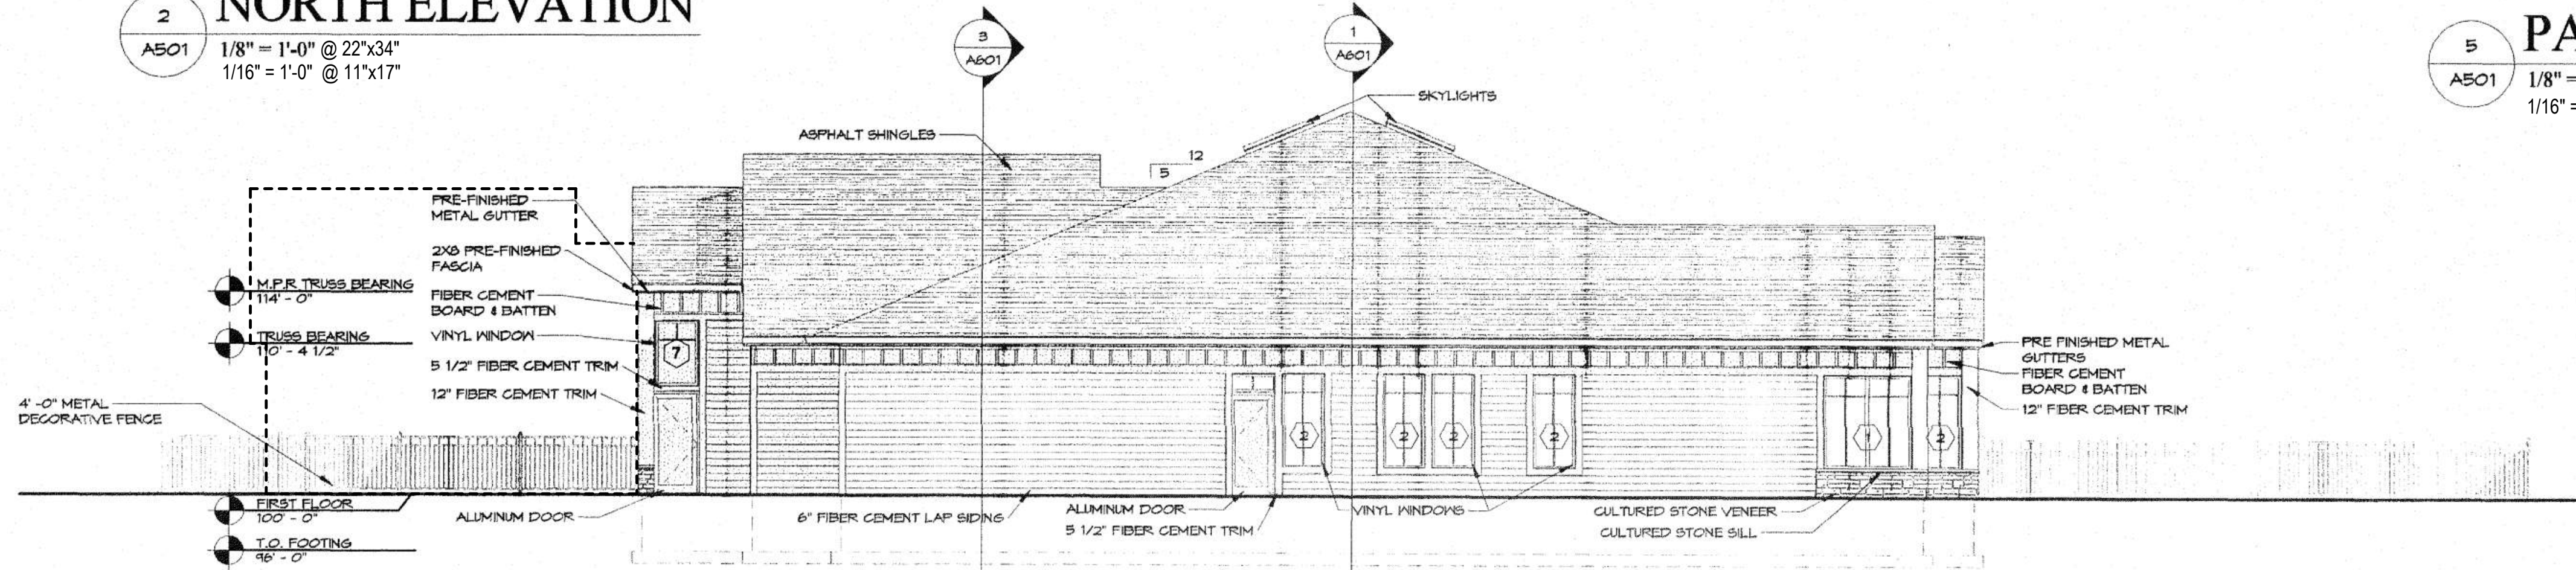 2
A501
NORTH ELEVATION
1/8" = 1'-0" @ 22"x34"
1/16" = 1'-0" @ 11"x17"
3
A601
1
A601
5
A501
PA
1/8" =
1/16" =
SKYLIGHTS
ASPHALT SHINGLES
12
5
PRE-FINISHED
METAL GUTTER
2X8 PRE-FINISHED
FASCIA
M.P.R TRUSS BEARING
114' - 0"
FIBER CEMENT
BOARD & BATTEN
TRUSS BEARING
110' - 4 1/2"
VINYL WINDOW
7
5 1/2" FIBER CEMENT TRIM
12" FIBER CEMENT TRIM
4' -0" METAL
DECORATIVE FENCE
PRE FINISHED METAL
GUTTERS
FIBER CEMENT
BOARD & BATTEN
12" FIBER CEMENT TRIM
2
2
2
2
1
2
FIRST FLOOR
100' - 0"
ALUMINUM DOOR
6" FIBER CEMENT LAP SIDING
ALUMINUM DOOR
5 1/2" FIBER CEMENT TRIM
VINYL WINDOWS
CULTURED STONE VENEER
CULTURED STONE SILL
T.O. FOOTING
96' - 0"